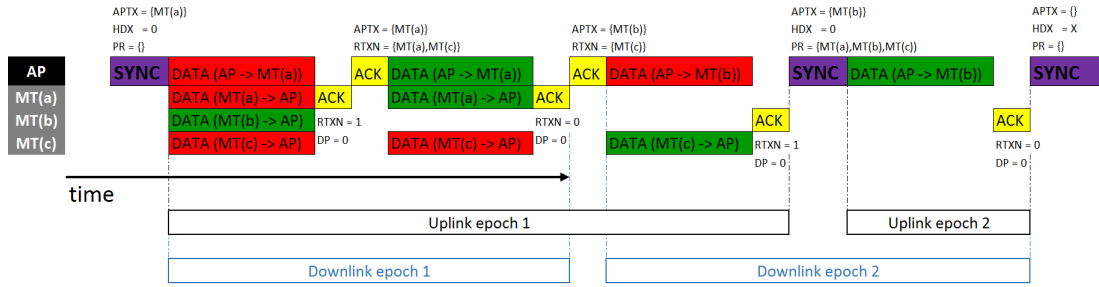 APTX = {MT(a)}
HDX = 0
PR = {}
APTX = {MT(a)}
RTXN = {MT(a),MT(c)}
APTX = {MT(b)}
RTXN = {MT(c)}
APTX = {MT(b)}
HDX = 0
PR = {MT(a),MT(b),MT(c)}
APTX = {}
HDX = X
PR = {}
AP
SYNC
DATA (AP -> MT(a))
ACK
DATA (AP -> MT(a))
ACK
DATA (AP -> MT(b))
SYNC
DATA (AP -> MT(b))
SYNC
MT(a)
DATA (MT(a) -> AP)
ACK
DATA (MT(a) -> AP)
ACK
MT(b)
DATA (MT(b) -> AP)
RTXN = 1
RTXN = 0
ACK
ACK
MT(c)
DATA (MT(c) -> AP)
DP = 0
DATA (MT(c) -> AP)
DP = 0
DATA (MT(c) -> AP)
RTXN = 1
DP = 0
RTXN = 0
DP = 0
time
Uplink epoch 1
Uplink epoch 2
Downlink epoch 1
Downlink epoch 2